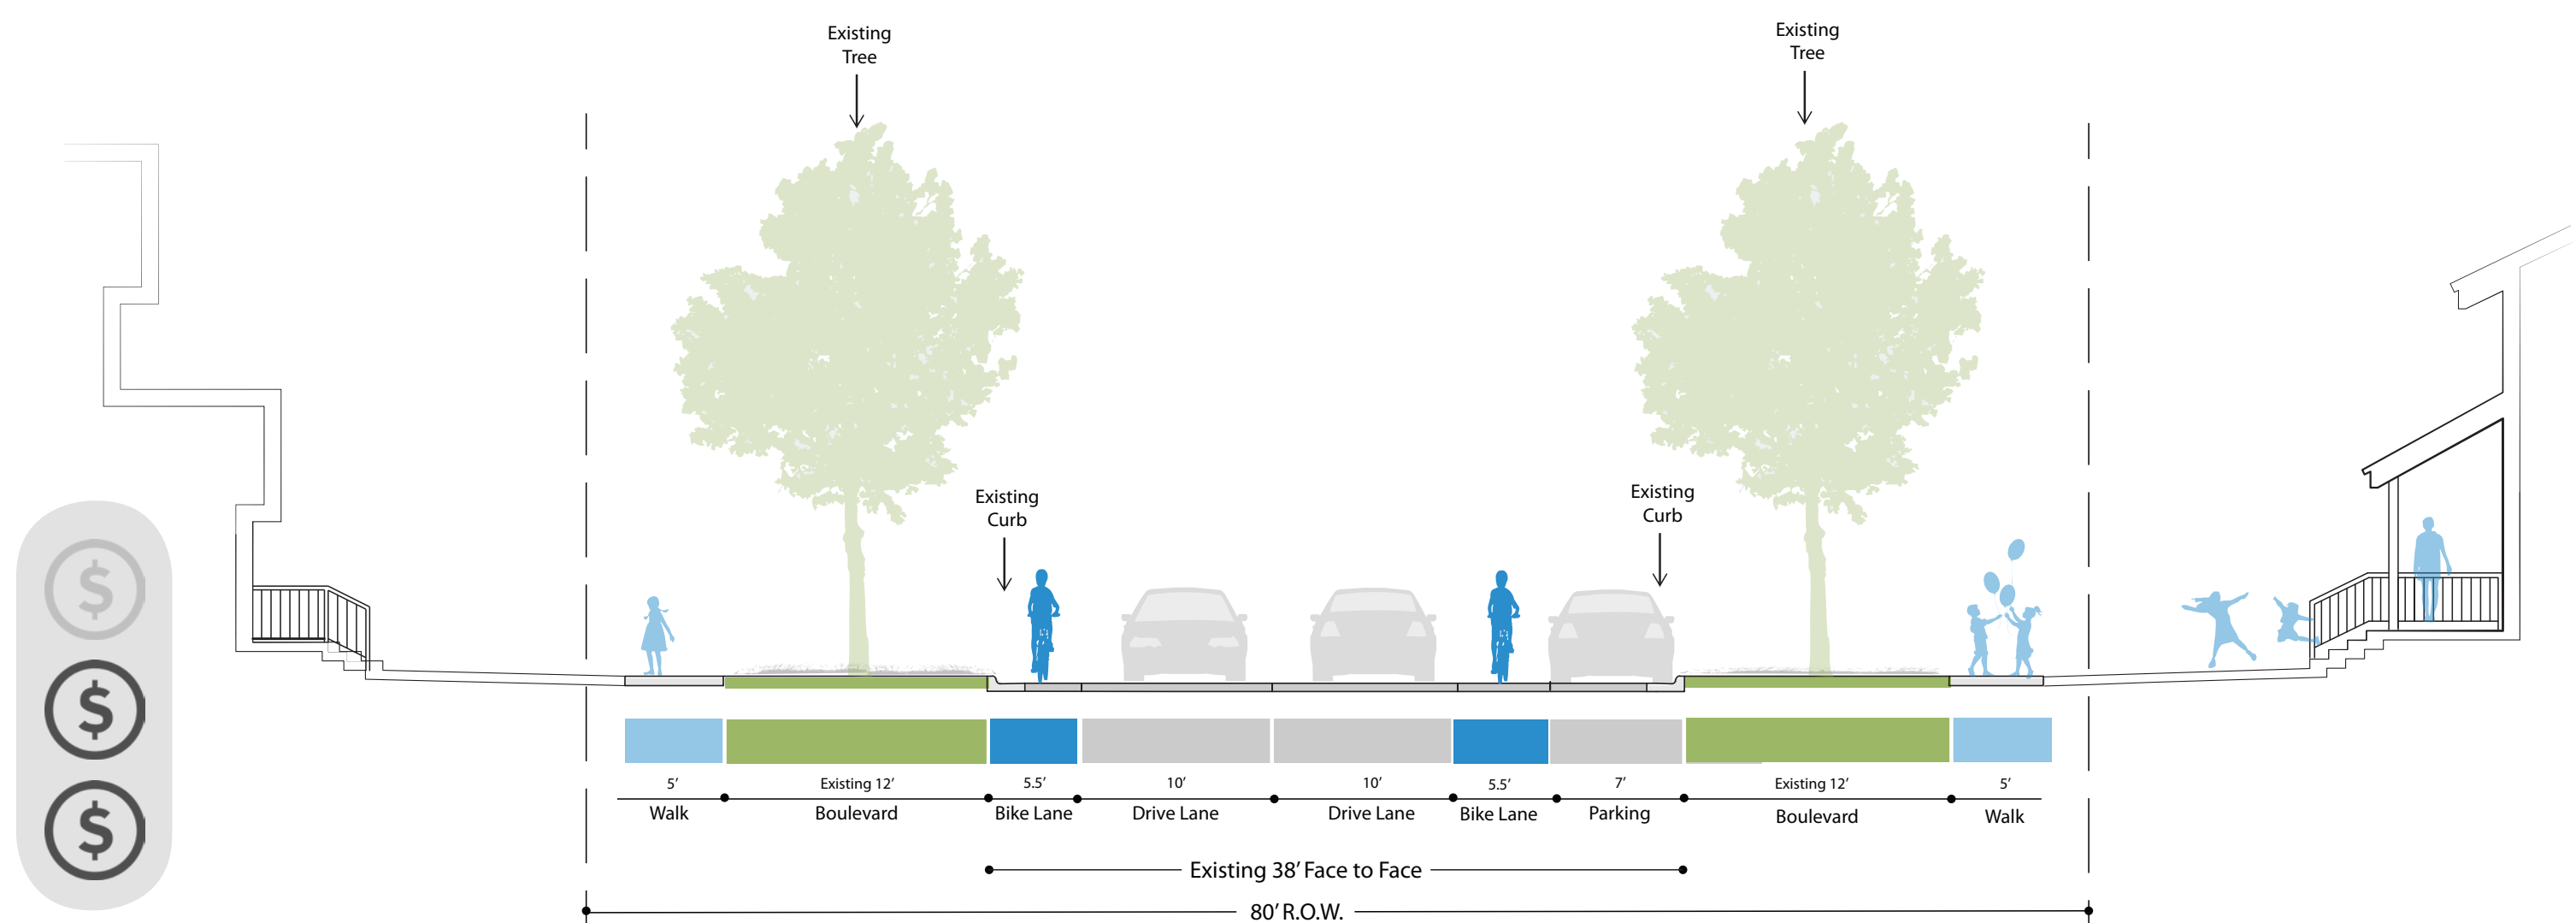 Existing
Tree
Existing
Tree
Existing
Curb
Existing
Curb
$
$
$
5’ Existing 12’ 5.5’ 10’ 10’ 5.5’ 7’ Existing 12’ 5’
Walk Boulevard Bike Lane Drive Lane Drive Lane Bike Lane Parking Boulevard Walk
Existing 38’ Face to Face
80’ R.O.W.